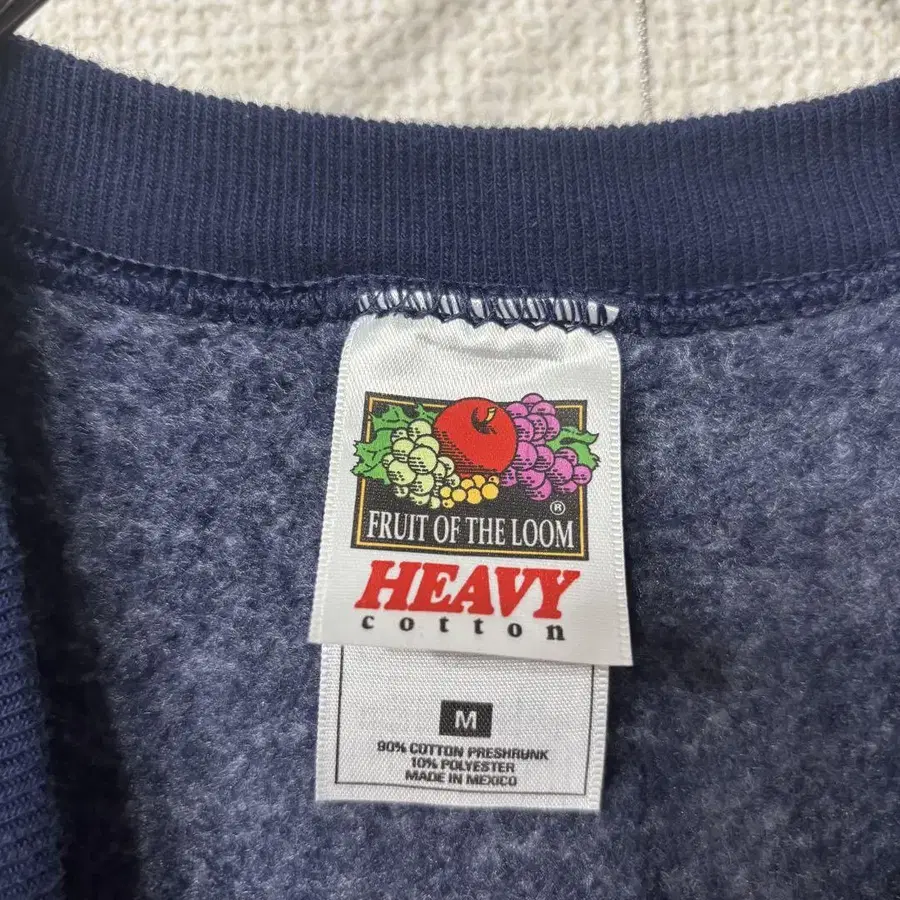 ®
FRUIT OF THE LOOM
HEAVY
cotton
M
90% COTTON PRESHRUNK
10% POLYESTER
MADE IN MEXICO